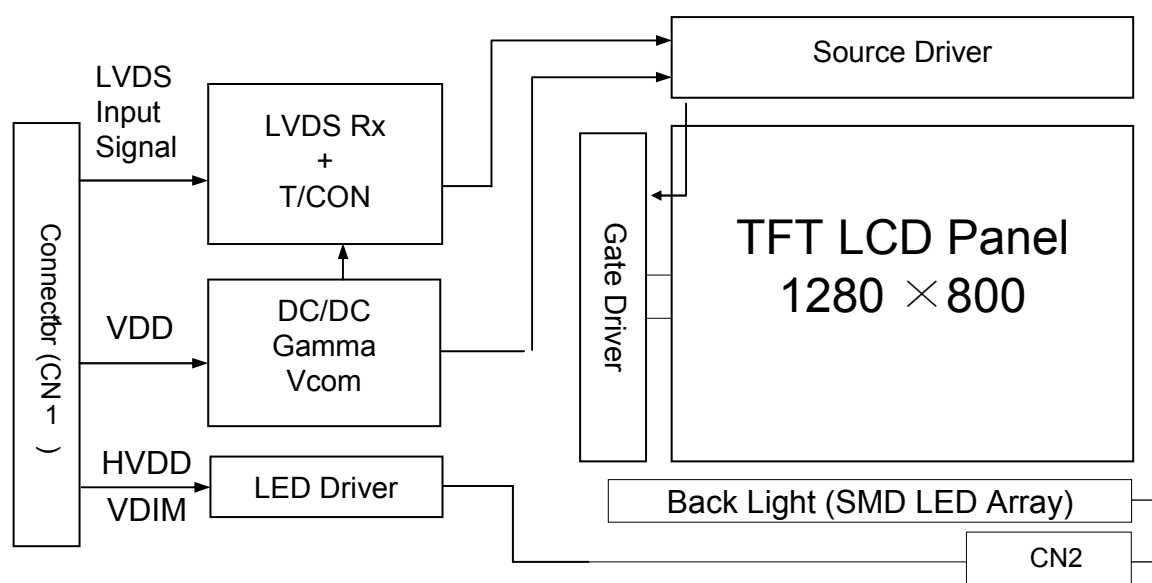 Source Driver
LVDS
Input
Signal
LVDS Rx
+
T/CON
Connector (CN1)
Gate Driver
TFT LCD Panel
1280 ×800
VDD
DC/DC
Gamma
Vcom
HVDD
VDIM
LED Driver
Back Light (SMD LED Array)
CN2